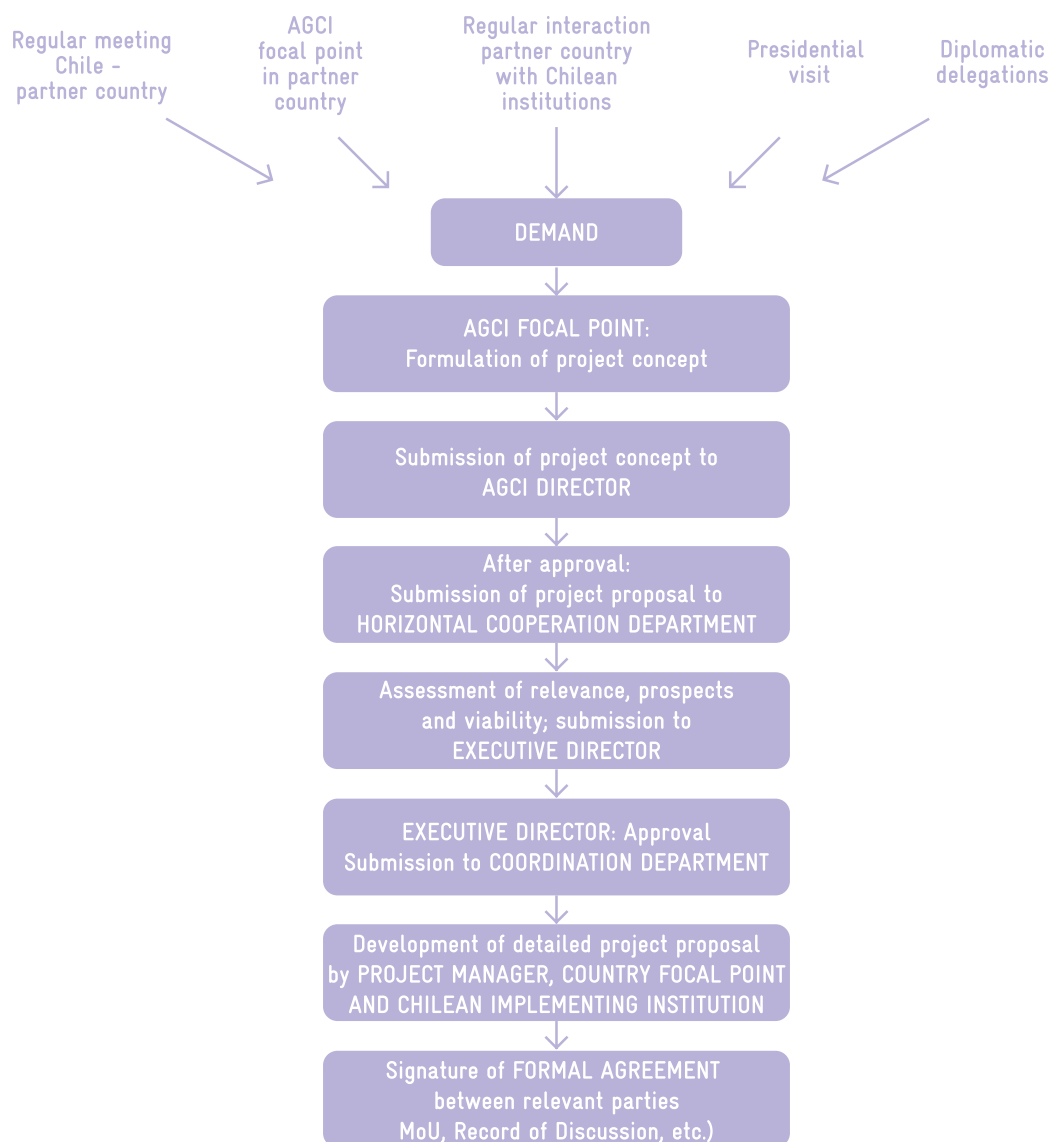 Regular meeting
Chile -
partner country
AGCI
focal point
in partner
country
Regular interaction
partner country
with Chilean
institutions
Presidential
visit
Diplomatic
delegations
DEMAND
AGCI FOCAL POINT:
Formulation of project concept
Submission of project concept to
AGCI DIRECTOR
After approval:
Submission of project proposal to
HORIZONTAL COOPERATION DEPARTMENT
Assessment of relevance, prospects
and viability; submission to
EXECUTIVE DIRECTOR
EXECUTIVE DIRECTOR: Approval
Submission to COORDINATION DEPARTMENT
Development of detailed project proposal
by PROJECT MANAGER, COUNTRY FOCAL POINT
AND CHILEAN IMPLEMENTING INSTITUTION
Signature of FORMAL AGREEMENT
between relevant parties
MoU, Record of Discussion, etc.)